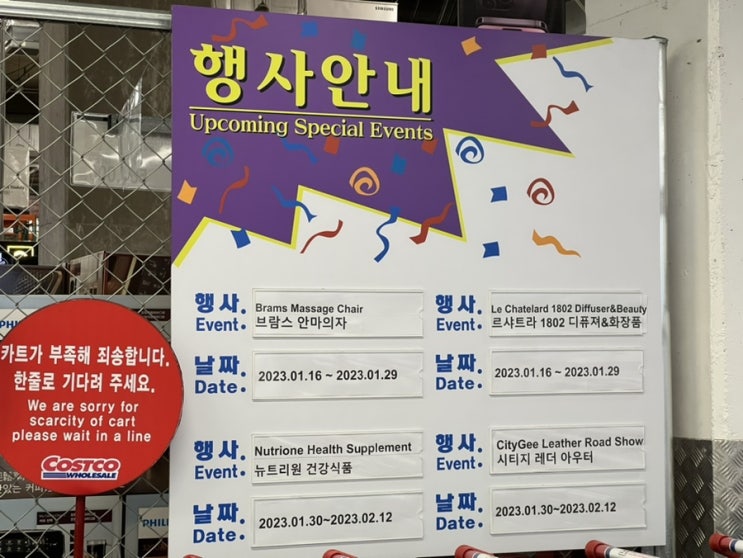 SAMSUNG
행사안내
Upcoming Special Events
행사. Brams Massage Chair
Event. 브람스 안마의자
날짜.
Date. 2023.01.16 ~ 2023.01.29
행사. Le Chatelard 1802 Diffuser&Beauty
Event. 르샤트라 1802 디퓨져&화장품
날짜.
Date. 2023.01.16 ~ 2023.01.29
행사. Nutrione Health Supplement
Event. 뉴트리원 건강식품
날짜.
Date. 2023.01.30~2023.02.12
행사. CityGee Leather Road Show
Event. 시티지 레더 아우터
날짜.
Date. 2023.01.30~2023.02.12
카트가 부족해 죄송합니다.
한줄로 기다려 주세요.
We are sorry for
scarcity of cart
please wait in a line
COSTCO
WHOLESALE